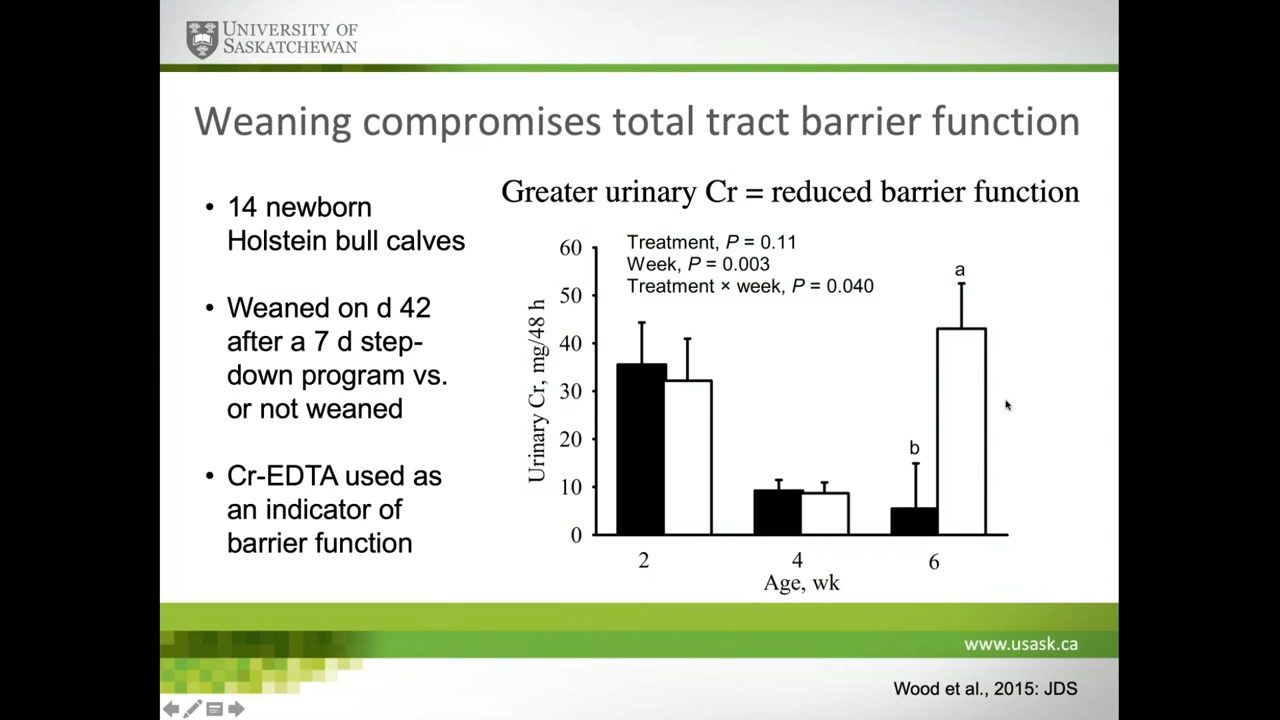 UNIVERSITY OF
SASKATCHEWAN
Weaning compromises total tract barrier function
• 14 newborn
Holstein bull calves
• Weaned on d 42
after a 7 d step-
down program vs.
or not weaned
• Cr-EDTA used as
an indicator of
barrier function
Greater urinary Cr = reduced barrier function
Treatment, P = 0.11
Week, P = 0.003
Treatment × week, P = 0.040
Urinary Cr, mg/48 h
60
50
40
30
20
10
0
a
b
2 4 6
Age, wk
www.usask.ca
Wood et al., 2015: JDS